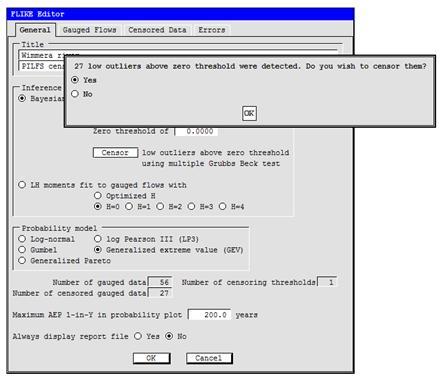 FLIKE Editor
General Gauged Flows Censored Data Errors
Title
Wimmera
27 low outliers above zero threshold were detected. Do you wish to censor them?
Yes
No
OK
PILFS
Inference
Zero threshold of 0.0000
Censor low outliers above zero threshold
using multiple Grubbs Beck test
LH moments fit to gauged flows with
Optimized H
H=0 H=1 H=2 H=3 H=4
Probability model
Log-normal log Pearson III (LP3)
Gumbel Generalized extreme value (GEV)
Generalized Pareto
Number of gauged data 56 Number of censoring thresholds 1
Number of censored gauged data 27
Maximum AEP 1-in-Y in probability plot 200.0 years
Always display report file Yes No
OK Cancel